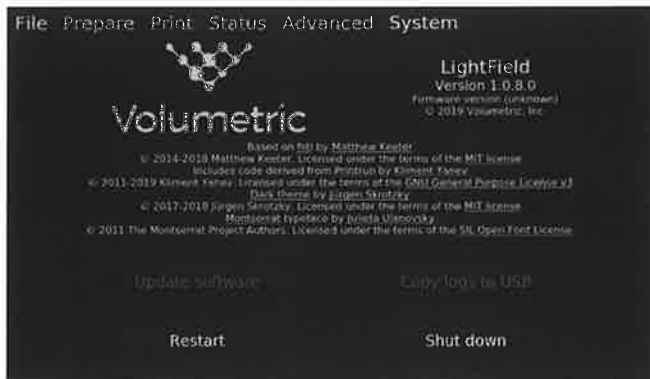 File Prepare Print Status Advanced System
Volumetric
LightField
Version 1.0.8.0
Firmware version (unknown)
© 2019 Volumetric, Inc.
Based on fstl by Matthew Keeter
© 2014-2018 Matthew Keeter. Licensed under the terms of the MIT license
Includes code derived from Printrun by Kliment Yanev
© 2011-2019 Kliment Yanev. Licensed under the terms of the GNU General Purpose License v3
Dark theme by Jürgen Skrotzky
© 2017-2018 Jürgen Skrotzky. Licensed under the terms of the MIT license
Montserrat typeface by Julieta Ulanovsky
© 2011 The Montserrat Project Authors. Licensed under the terms of the SIL Open Font License
Update software
Copy logs to USB
Restart
Shut down